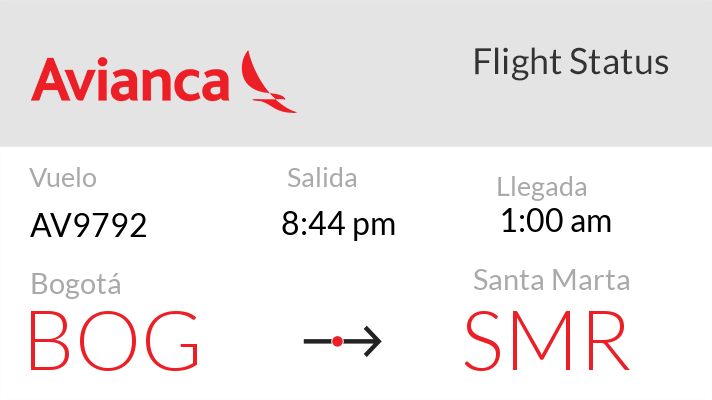 Avianca
Flight Status
Vuelo Salida Llegada
AV9792 8:44 pm 1:00 am
Bogotá Santa Marta
BOG SMR